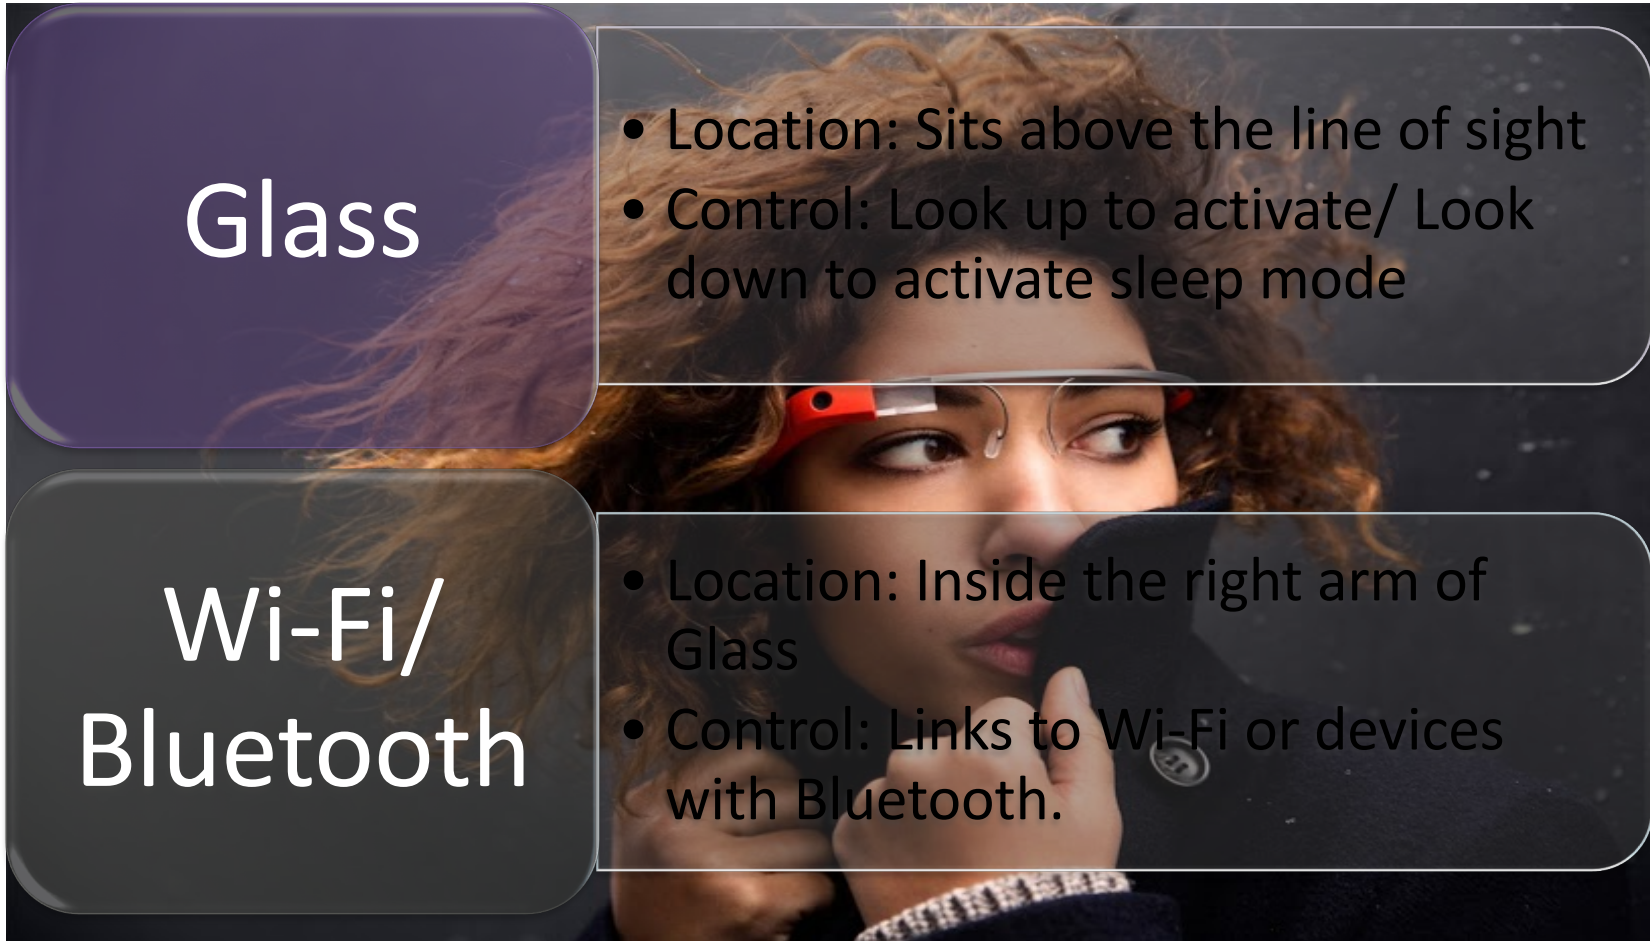 Glass
• Location: Sits above the line of sight
• Control: Look up to activate/ Look
down to activate sleep mode
Wi-Fi/
Bluetooth
• Location: Inside the right arm of
Glass
• Control: Links to Wi-Fi or devices
with Bluetooth.